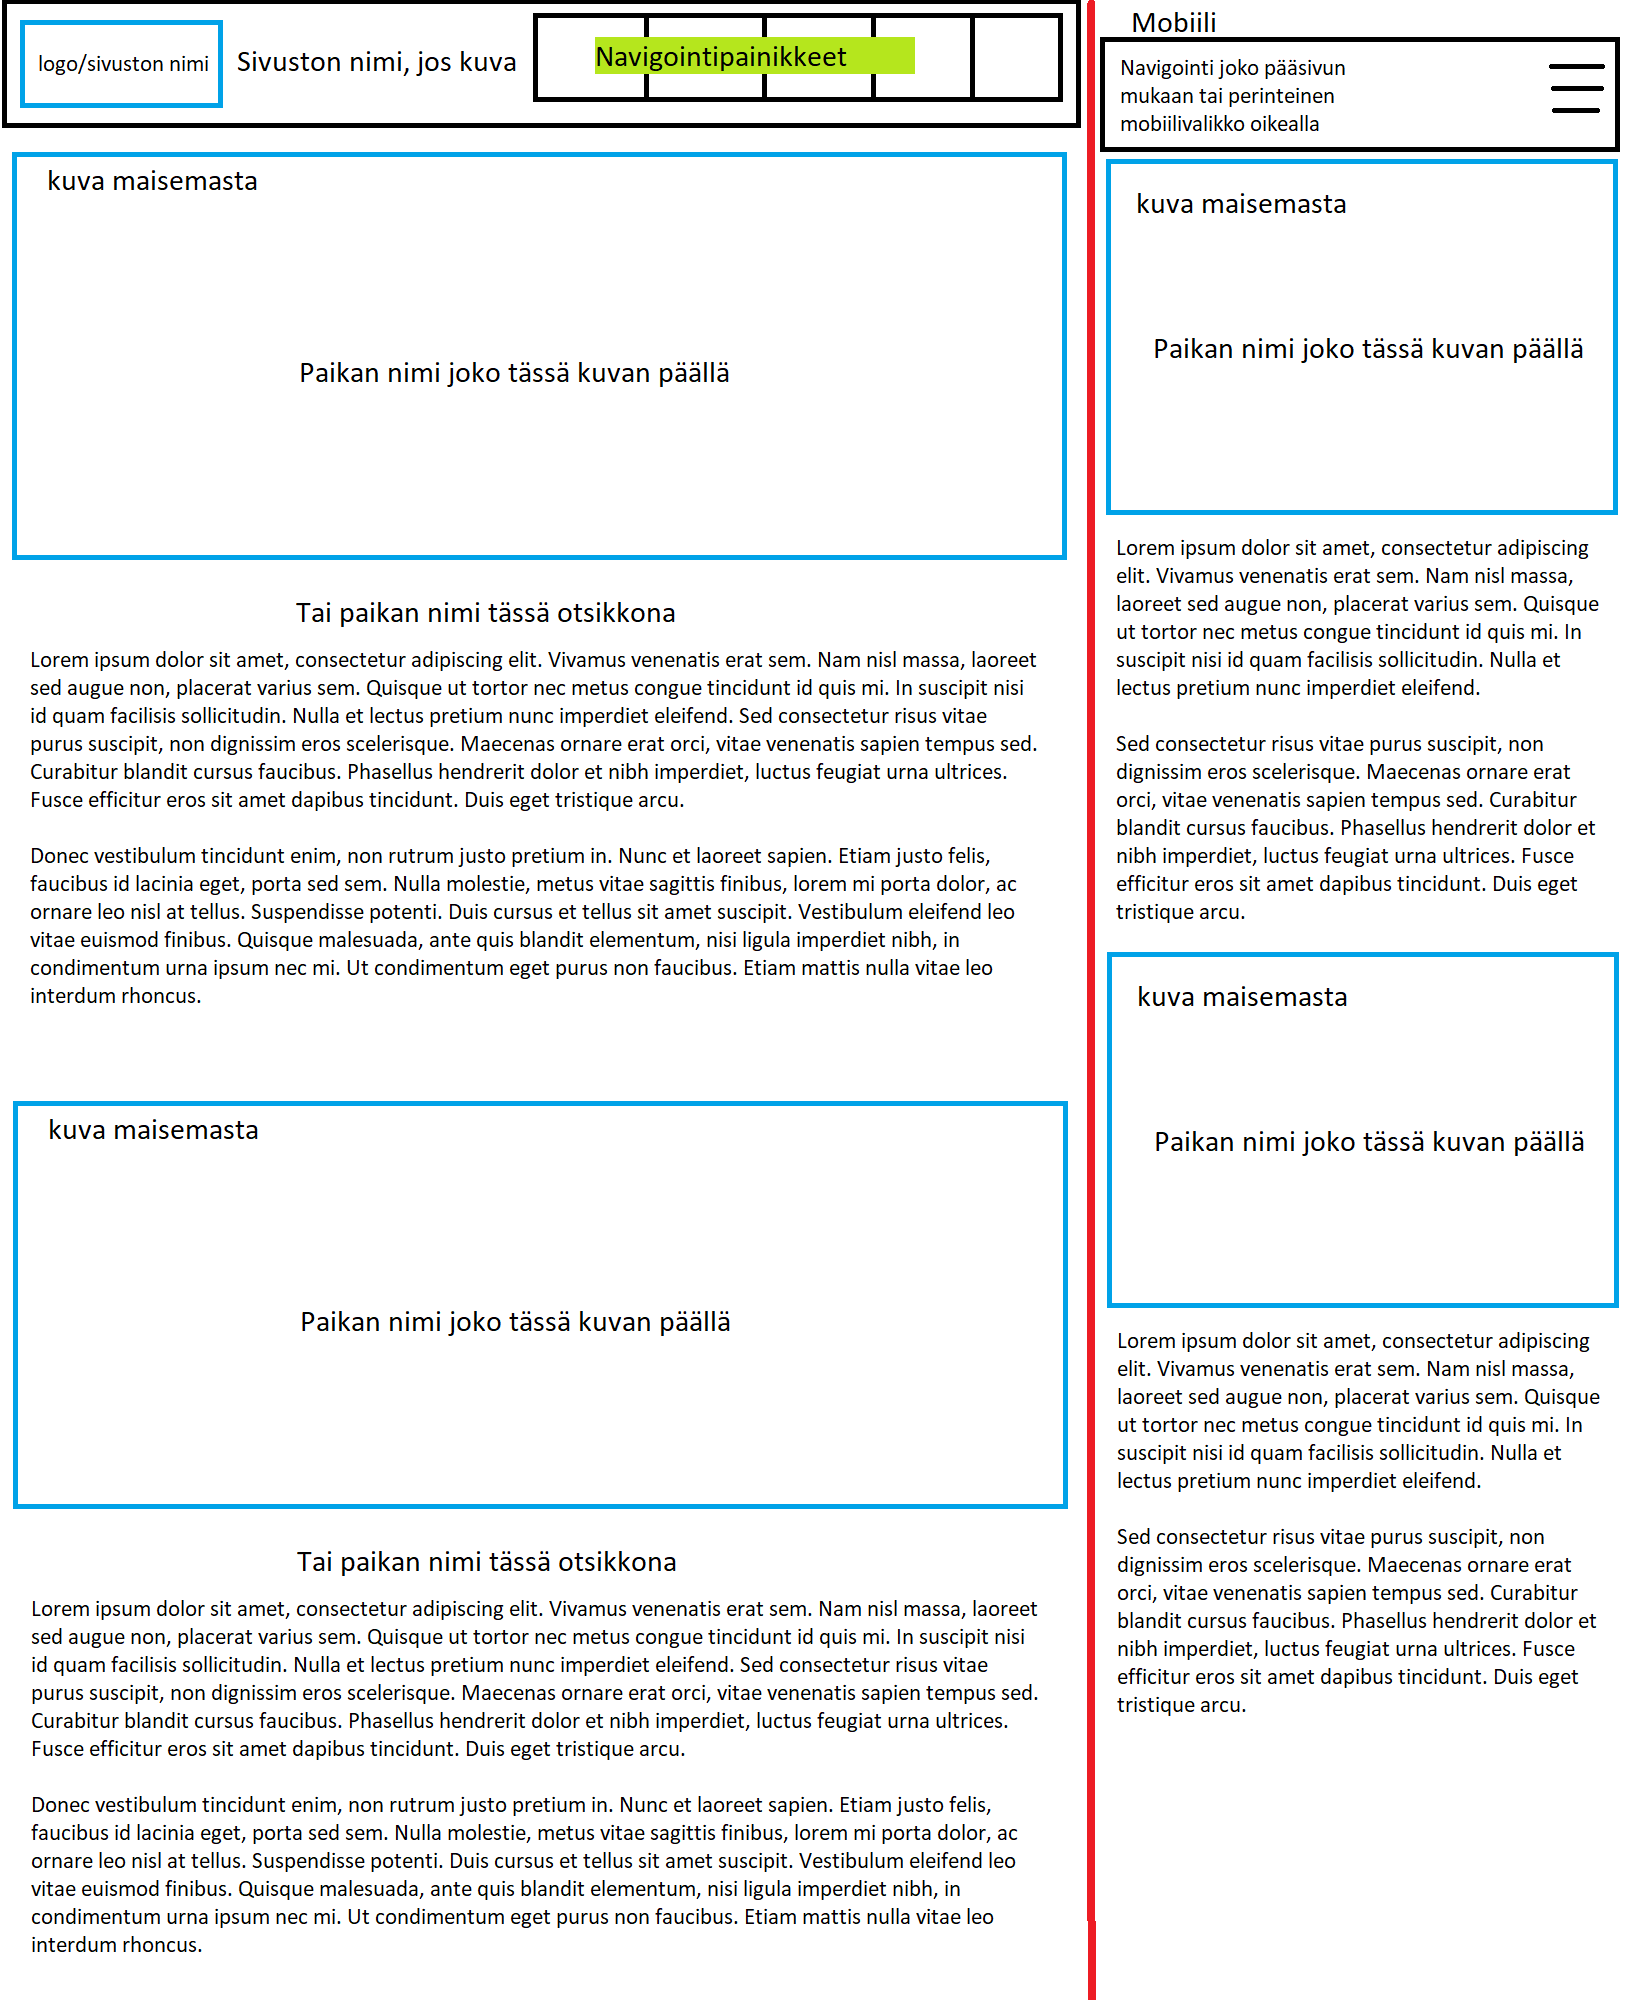 logo/sivuston nimi
Sivuston nimi, jos kuva
Navigointipainikkeet
kuva maisemasta
Paikan nimi joko tässä kuvan päällä
Tai paikan nimi tässä otsikkona
Lorem ipsum dolor sit amet, consectetur adipiscing elit. Vivamus venenatis erat sem. Nam nisl massa, laoreet
sed augue non, placerat varius sem. Quisque ut tortor nec metus congue tincidunt id quis mi. In suscipit nisi
id quam facilisis sollicitudin. Nulla et lectus pretium nunc imperdiet eleifend. Sed consectetur risus vitae
purus suscipit, non dignissim eros scelerisque. Maecenas ornare erat orci, vitae venenatis sapien tempus sed.
Curabitur blandit cursus faucibus. Phasellus hendrerit dolor et nibh imperdiet, luctus feugiat urna ultrices.
Fusce efficitur eros sit amet dapibus tincidunt. Duis eget tristique arcu.
Donec vestibulum tincidunt enim, non rutrum justo pretium in. Nunc et laoreet sapien. Etiam justo felis,
faucibus id lacinia eget, porta sed sem. Nulla molestie, metus vitae sagittis finibus, lorem mi porta dolor, ac
ornare leo nisl at tellus. Suspendisse potenti. Duis cursus et tellus sit amet suscipit. Vestibulum eleifend leo
vitae euismod finibus. Quisque malesuada, ante quis blandit elementum, nisi ligula imperdiet nibh, in
condimentum urna ipsum nec mi. Ut condimentum eget purus non faucibus. Etiam mattis nulla vitae leo
interdum rhoncus.
kuva maisemasta
Paikan nimi joko tässä kuvan päällä
Tai paikan nimi tässä otsikkona
Lorem ipsum dolor sit amet, consectetur adipiscing elit. Vivamus venenatis erat sem. Nam nisl massa, laoreet
sed augue non, placerat varius sem. Quisque ut tortor nec metus congue tincidunt id quis mi. In suscipit nisi
id quam facilisis sollicitudin. Nulla et lectus pretium nunc imperdiet eleifend. Sed consectetur risus vitae
purus suscipit, non dignissim eros scelerisque. Maecenas ornare erat orci, vitae venenatis sapien tempus sed.
Curabitur blandit cursus faucibus. Phasellus hendrerit dolor et nibh imperdiet, luctus feugiat urna ultrices.
Fusce efficitur eros sit amet dapibus tincidunt. Duis eget tristique arcu.
Donec vestibulum tincidunt enim, non rutrum justo pretium in. Nunc et laoreet sapien. Etiam justo felis,
faucibus id lacinia eget, porta sed sem. Nulla molestie, metus vitae sagittis finibus, lorem mi porta dolor, ac
ornare leo nisl at tellus. Suspendisse potenti. Duis cursus et tellus sit amet suscipit. Vestibulum eleifend leo
vitae euismod finibus. Quisque malesuada, ante quis blandit elementum, nisi ligula imperdiet nibh, in
condimentum urna ipsum nec mi. Ut condimentum eget purus non faucibus. Etiam mattis nulla vitae leo
interdum rhoncus.
Mobiili
Navigointi joko pääsivun
mukaan tai perinteinen
mobiilivalikko oikealla
kuva maisemasta
Paikan nimi joko tässä kuvan päällä
Lorem ipsum dolor sit amet, consectetur adipiscing
elit. Vivamus venenatis erat sem. Nam nisl massa,
laoreet sed augue non, placerat varius sem. Quisque
ut tortor nec metus congue tincidunt id quis mi. In
suscipit nisi id quam facilisis sollicitudin. Nulla et
lectus pretium nunc imperdiet eleifend.
Sed consectetur risus vitae purus suscipit, non
dignissim eros scelerisque. Maecenas ornare erat
orci, vitae venenatis sapien tempus sed. Curabitur
blandit cursus faucibus. Phasellus hendrerit dolor et
nibh imperdiet, luctus feugiat urna ultrices. Fusce
efficitur eros sit amet dapibus tincidunt. Duis eget
tristique arcu.
kuva maisemasta
Paikan nimi joko tässä kuvan päällä
Lorem ipsum dolor sit amet, consectetur adipiscing
elit. Vivamus venenatis erat sem. Nam nisl massa,
laoreet sed augue non, placerat varius sem. Quisque
ut tortor nec metus congue tincidunt id quis mi. In
suscipit nisi id quam facilisis sollicitudin. Nulla et
lectus pretium nunc imperdiet eleifend.
Sed consectetur risus vitae purus suscipit, non
dignissim eros scelerisque. Maecenas ornare erat
orci, vitae venenatis sapien tempus sed. Curabitur
blandit cursus faucibus. Phasellus hendrerit dolor et
nibh imperdiet, luctus feugiat urna ultrices. Fusce
efficitur eros sit amet dapibus tincidunt. Duis eget
tristique arcu.